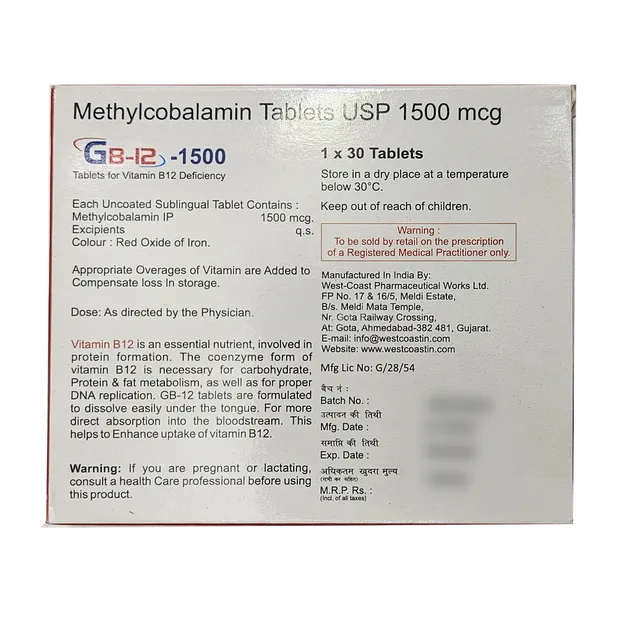 Methylcobalamin Tablets USP 1500 mcg
GB-12 -1500
Tablets for Vitamin B12 Deficiency
Each Uncoated Sublingual Tablet Contains :
Methylcobalamin IP 1500 mcg.
Excipients q.s.
Colour : Red Oxide of Iron.
Appropriate Overages of Vitamin are Added to
Compensate loss In storage.
Dose: As directed by the Physician.
Vitamin B12 is an essential nutrient, involved in
protein formation. The coenzyme form of
vitamin B12 is necessary for carbohydrate,
Protein & fat metabolism, as well as for proper
DNA replication. GB-12 tablets are formulated
to dissolve easily under the tongue. For more
direct absorption into the bloodstream. This
helps to Enhance uptake of vitamin B12.
Warning: If you are pregnant or lactating,
consult a health Care professional before using
this product.
1 x 30 Tablets
Store in a dry place at a temperature
below 30°C.
Keep out of reach of children.
Warning :
To be sold by retail on the prescription
of a Registered Medical Practitioner only.
Manufactured In India By:
West-Coast Pharmaceutical Works Ltd.
FP No. 17 & 16/5, Meldi Estate,
B/s. Meldi Mata Temple,
Nr. Gota Railway Crossing,
At: Gota, Ahmedabad-382 481, Gujarat.
E-mail: info@westcoastin.com
Website: www.westcoastin.com
Mfg Lic No: G/28/54
बैच नं :
Batch No. :
उत्पादन की तिथी
Mfg. Date :
समाप्ति की तिथी
Exp. Date :
अधिकतम खुदरा मुल्य
(सभी कर सहित)
M.R.P. Rs. :
(Incl. of all taxes)